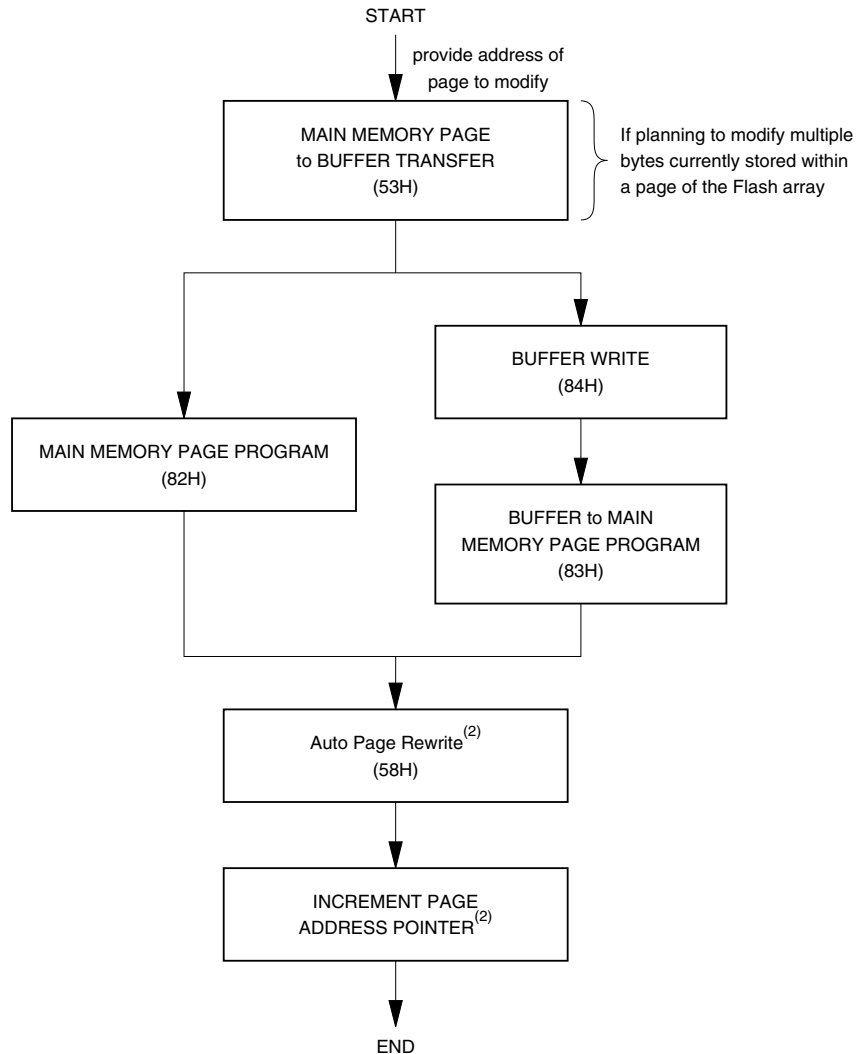 START
provide address of
page to modify
MAIN MEMORY PAGE
to BUFFER TRANSFER
(53H)
If planning to modify multiple
bytes currently stored within
a page of the Flash array
BUFFER WRITE
(84H)
MAIN MEMORY PAGE PROGRAM
(82H)
BUFFER to MAIN
MEMORY PAGE PROGRAM
(83H)
Auto Page Rewrite(2)
(58H)
INCREMENT PAGE
ADDRESS POINTER(2)
END